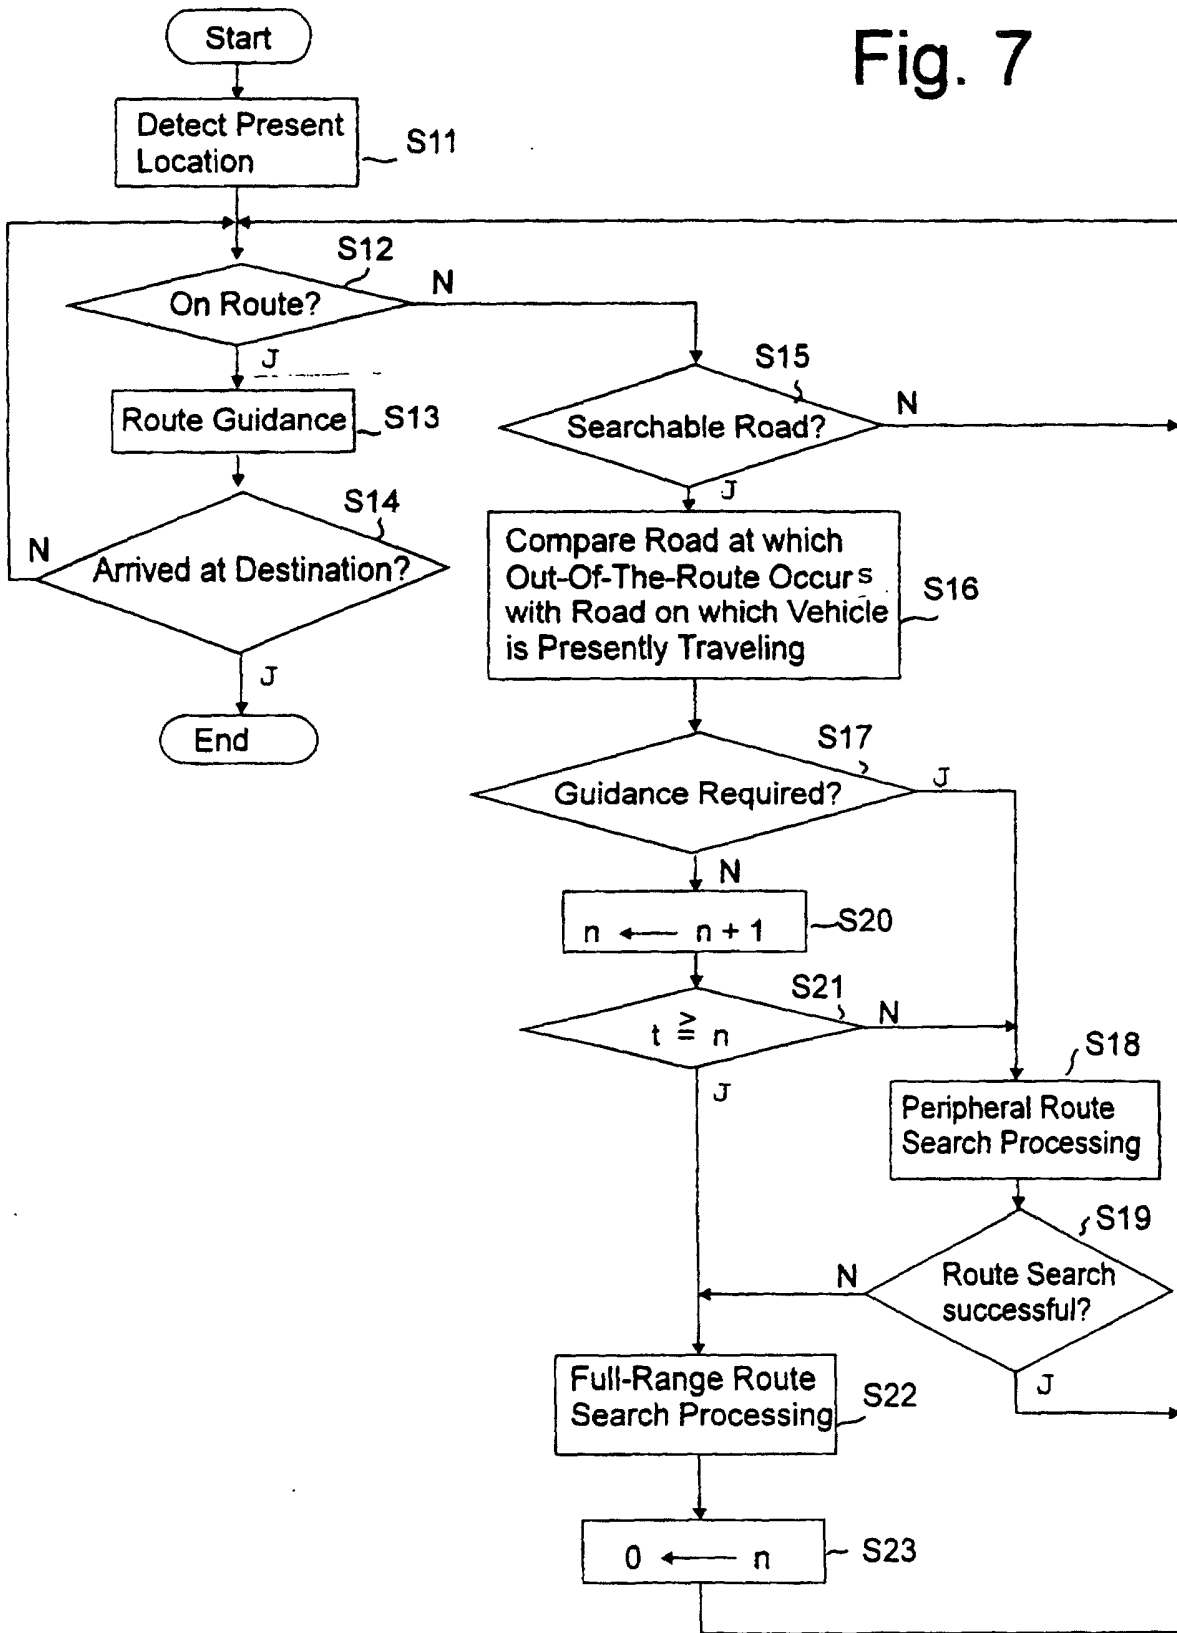 Fig. 7
Start
Detect Present
Location
S11
S12
On Route?
N
J
Route Guidance
S13
S14
N
Arrived at Destination?
J
End
S15
Searchable Road?
N
J
Compare Road at which
Out-Of-The-Route Occurs
with Road on which Vehicle
is Presently Traveling
S16
S17
Guidance Required?
J
N
n ← n + 1
S20
S21
t ≧ n
N
J
S18
Peripheral Route
Search Processing
S19
Route Search
successful?
N
J
Full-Range Route
Search Processing
S22
0 ← n
S23